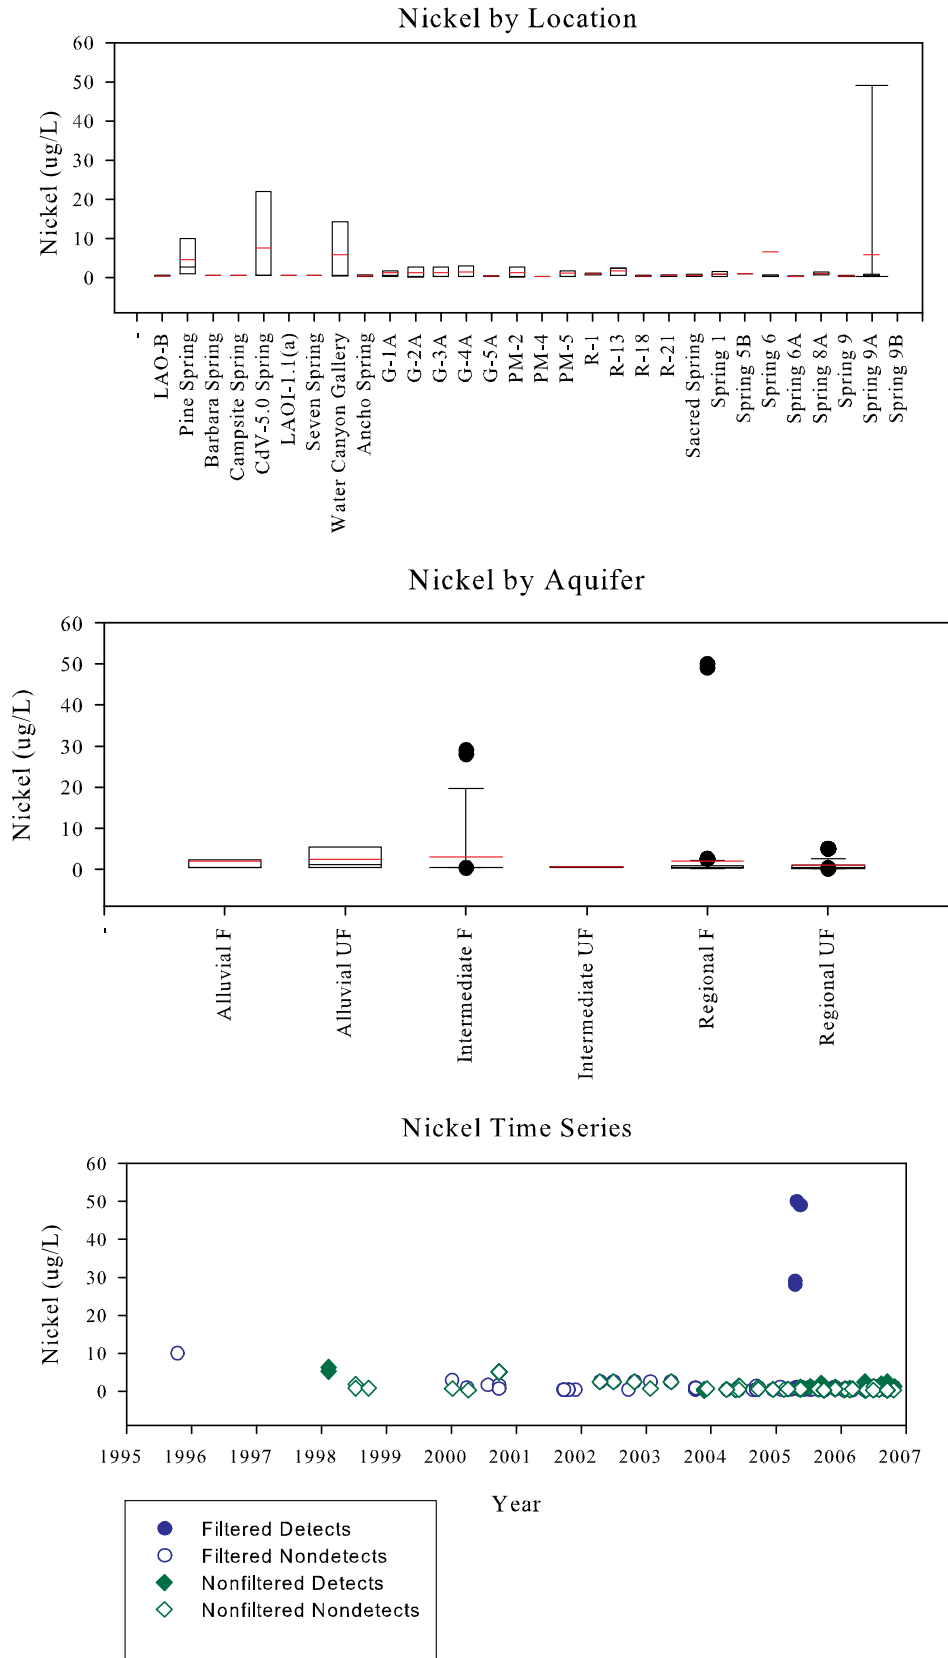 Nickel by Location
60
50
40
30
20
10
0
Nickel (ug/L)
-
LAO-B
Pine Spring
Barbara Spring
Campsite Spring
CdV-5.0 Spring
LAOI-1.1(a)
Seven Spring
Water Canyon Gallery
Ancho Spring
G-1A
G-2A
G-3A
G-4A
G-5A
PM-2
PM-4
PM-5
R-1
R-13
R-18
R-21
Sacred Spring
Spring 1
Spring 5B
Spring 6
Spring 6A
Spring 8A
Spring 9
Spring 9A
Spring 9B
Nickel by Aquifer
60
50
40
30
20
10
0
Nickel (ug/L)
-
Alluvial F
Alluvial UF
Intermediate F
Intermediate UF
Regional F
Regional UF
Nickel Time Series
60
50
40
30
20
10
0
Nickel (ug/L)
1995 1996 1997 1998 1999 2000 2001 2002 2003 2004 2005 2006 2007
Year
Filtered Detects
Filtered Nondetects
Nonfiltered Detects
Nonfiltered Nondetects